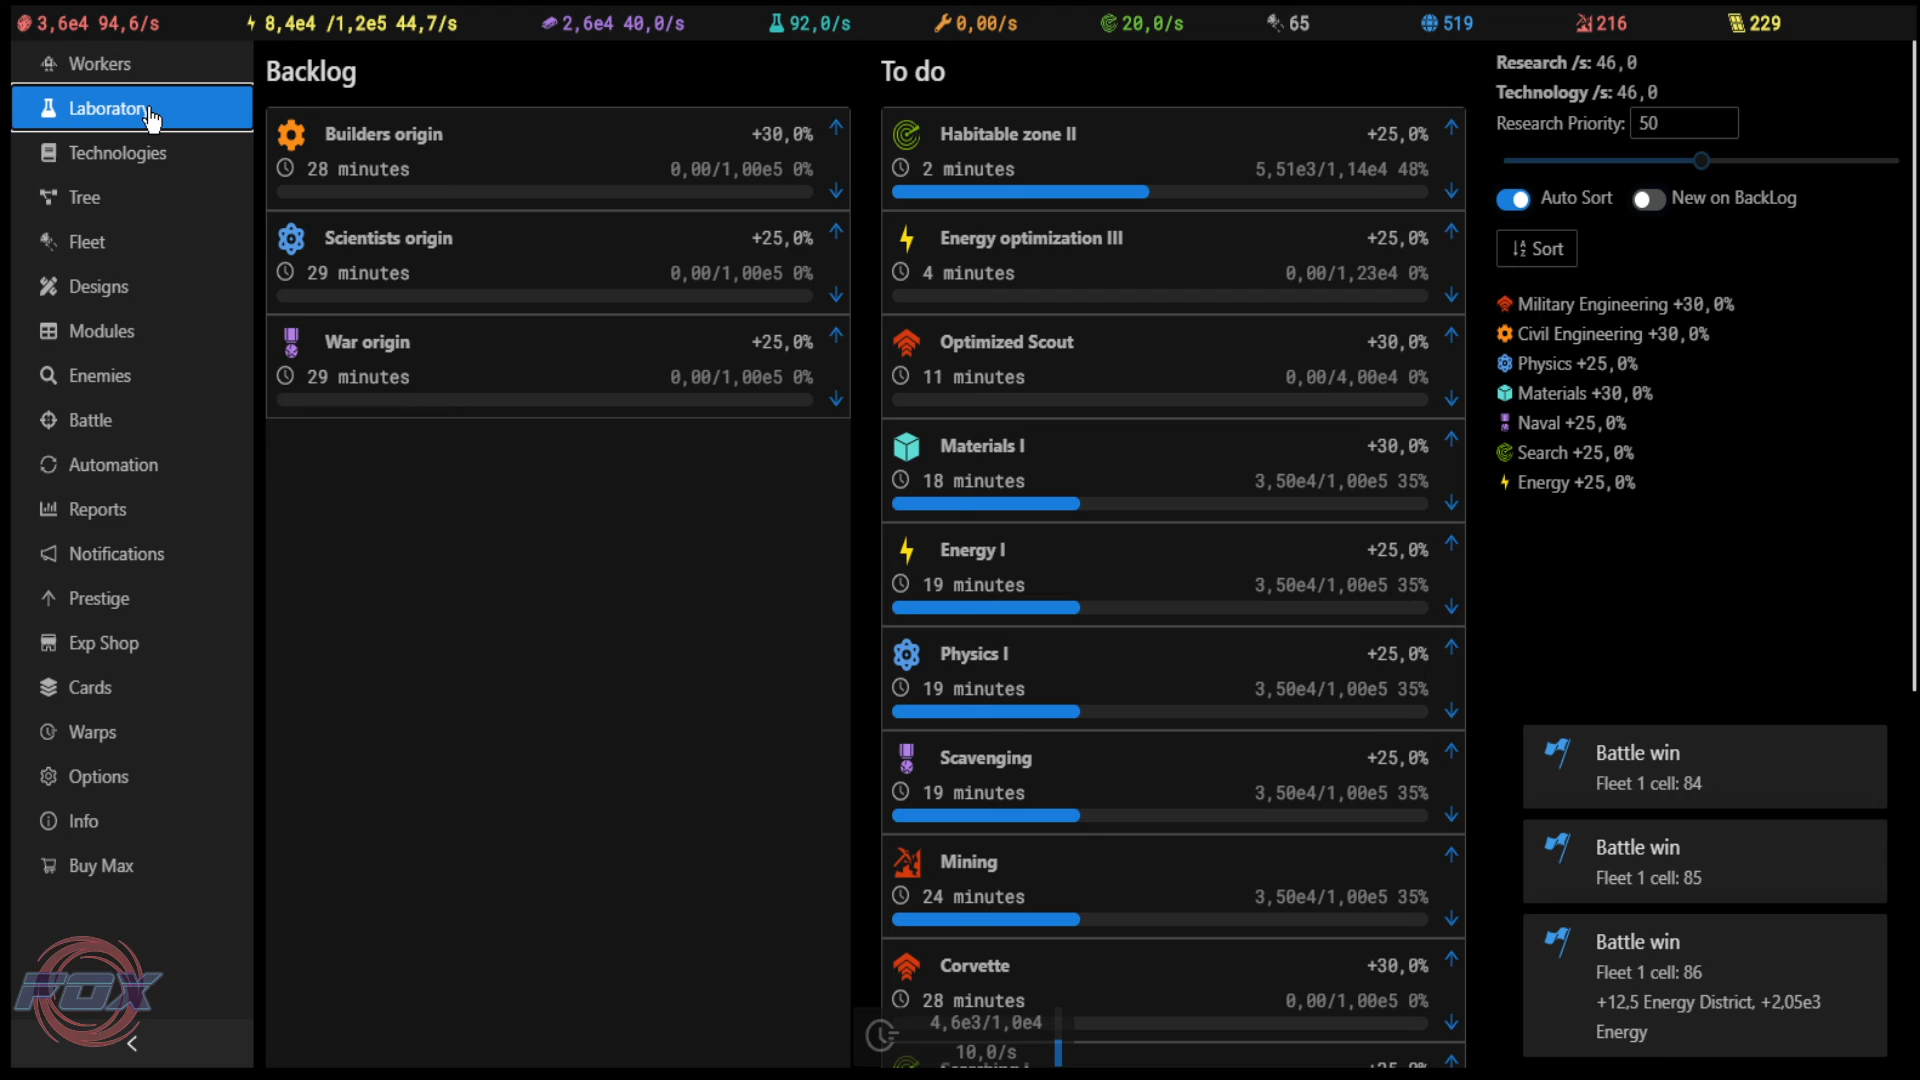 3,6e4 94,6/s 8,4e4 /1,2e5 44,7/s 2,6e4 40,0/s 92,0/s 0,00/s 20,0/s 65 519 216 229
Workers
Laboratory
Technologies
Tree
Fleet
Designs
Modules
Enemies
Battle
Automation
Reports
Notifications
Prestige
Exp Shop
Cards
Warps
Options
Info
Buy Max
FOX
Backlog
Builders origin +30,0%
28 minutes 0,00/1,00e5 0%
Scientists origin +25,0%
29 minutes 0,00/1,00e5 0%
War origin +25,0%
29 minutes 0,00/1,00e5 0%
To do
Habitable zone II +25,0%
2 minutes 5,51e3/1,14e4 48%
Energy optimization III +25,0%
4 minutes 0,00/1,23e4 0%
Optimized Scout +30,0%
11 minutes 0,00/4,00e4 0%
Materials I +30,0%
18 minutes 3,50e4/1,00e5 35%
Energy I +25,0%
19 minutes 3,50e4/1,00e5 35%
Physics I +25,0%
19 minutes 3,50e4/1,00e5 35%
Scavenging +25,0%
19 minutes 3,50e4/1,00e5 35%
Mining
24 minutes 3,50e4/1,00e5 35%
Corvette +30,0%
28 minutes 0,00/1,00e5 0%
4,6e3/1,0e4
10,0/s
Research /s: 46,0
Technology /s: 46,0
Research Priority: 50
Auto Sort New on BackLog
Sort
Military Engineering +30,0%
Civil Engineering +30,0%
Physics +25,0%
Materials +30,0%
Naval +25,0%
Search +25,0%
Energy +25,0%
Battle win
Fleet 1 cell: 84
Battle win
Fleet 1 cell: 85
Battle win
Fleet 1 cell: 86
+12,5 Energy District, +2,05e3
Energy